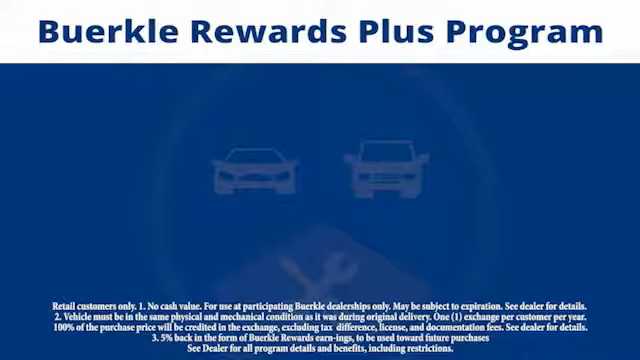 Buerkle Rewards Plus Program
Retail customers only. 1. No cash value. For use at participating Buerkle dealerships only. May be subject to expiration. See dealer for details.
2. Vehicle must be in the same physical and mechanical condition as it was during original delivery. One (1) exchange per customer per year.
100% of the purchase price will be credited in the exchange, excluding tax difference, license, and documentation fees. See dealer for details.
3. 5% back in the form of Buerkle Rewards earn-ings, to be used toward future purchases
See Dealer for all program details and benefits, including restrictions.